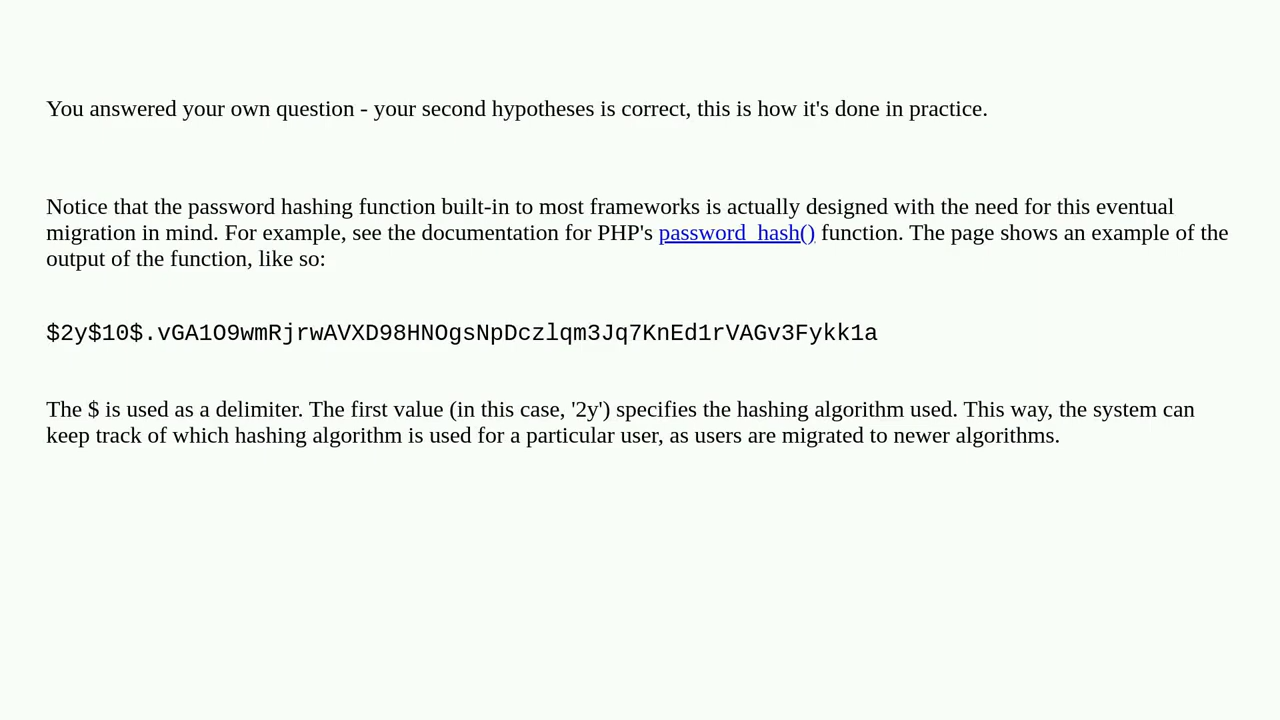 You answered your own question - your second hypotheses is correct, this is how it's done in practice.
Notice that the password hashing function built-in to most frameworks is actually designed with the need for this eventual
migration in mind. For example, see the documentation for PHP's password_hash() function. The page shows an example of the
output of the function, like so:
$2y$10$.vGA1O9wmRjrwAVXD98HNOgsNpDczlqm3Jq7KnEd1rVAGv3Fykk1a
The $ is used as a delimiter. The first value (in this case, '2y') specifies the hashing algorithm used. This way, the system can
keep track of which hashing algorithm is used for a particular user, as users are migrated to newer algorithms.